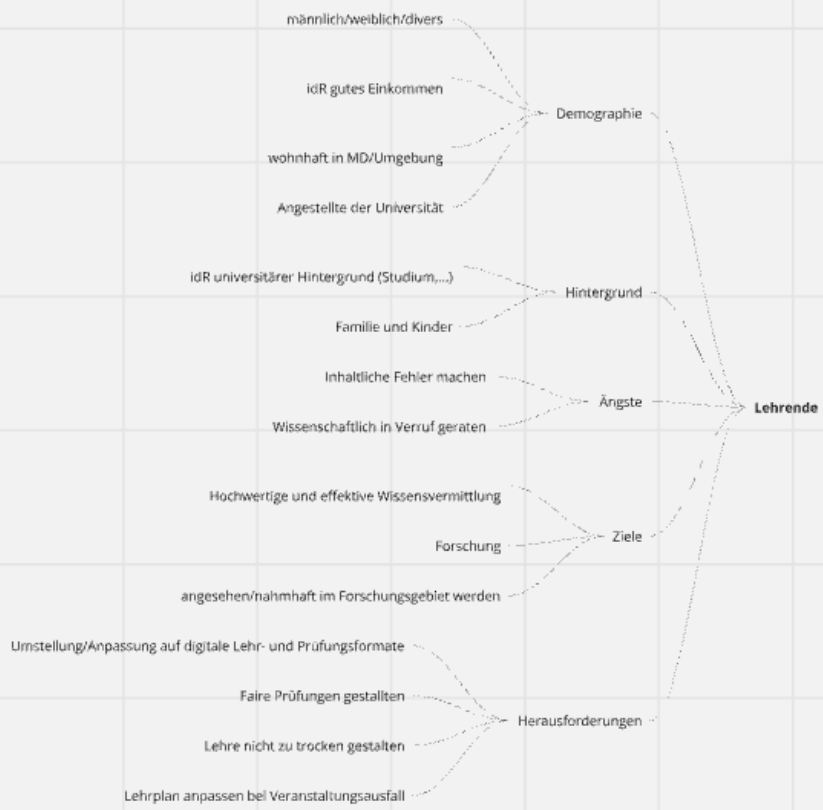 männlich/weiblich/divers
idR gutes Einkommen
Demographie
wohnhaft in MD/Umgebung
Angestellte der Universität
idR universitärer Hintergrund (Studium,...)
Hintergrund
Familie und Kinder
Inhaltliche Fehler machen
Ängste
Lehrende
Wissenschaftlich in Verruf geraten
Hochwertige und effektive Wissensvermittlung
Ziele
Forschung
angesehen/nahmhaft im Forschungsgebiet werden
Umstellung/Anpassung auf digitale Lehr- und Prüfungsformate
Faire Prüfungen gestallten
Herausforderungen
Lehre nicht zu trocken gestalten
Lehrplan anpassen bei Veranstaltungsausfall